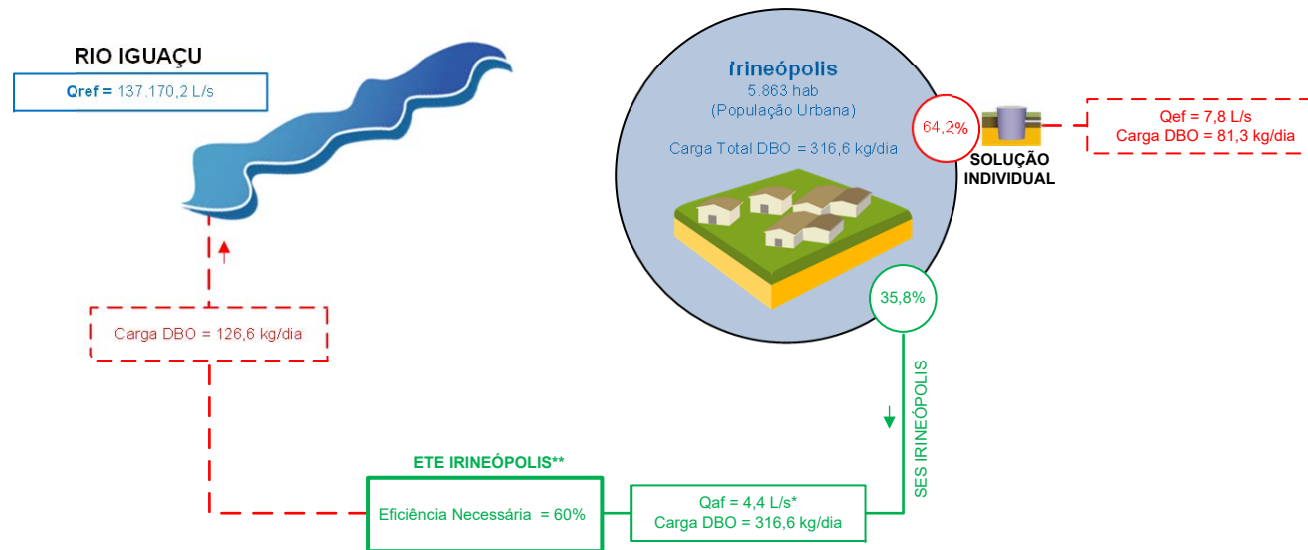 RIO IGUAÇU
Qref = 137.170,2 L/s
Irineópolis
5.863 hab
(População Urbana)
Carga Total DBO = 316,6 kg/dia
64,2%
SOLUÇÃO
INDIVIDUAL
Qef = 7,8 L/s
Carga DBO = 81,3 kg/dia
35,8%
SES IRINEÓPOLIS
Carga DBO = 126,6 kg/dia
ETE IRINEÓPOLIS**
Eficiência Necessária = 60%
Qaf = 4,4 L/s*
Carga DBO = 316,6 kg/dia